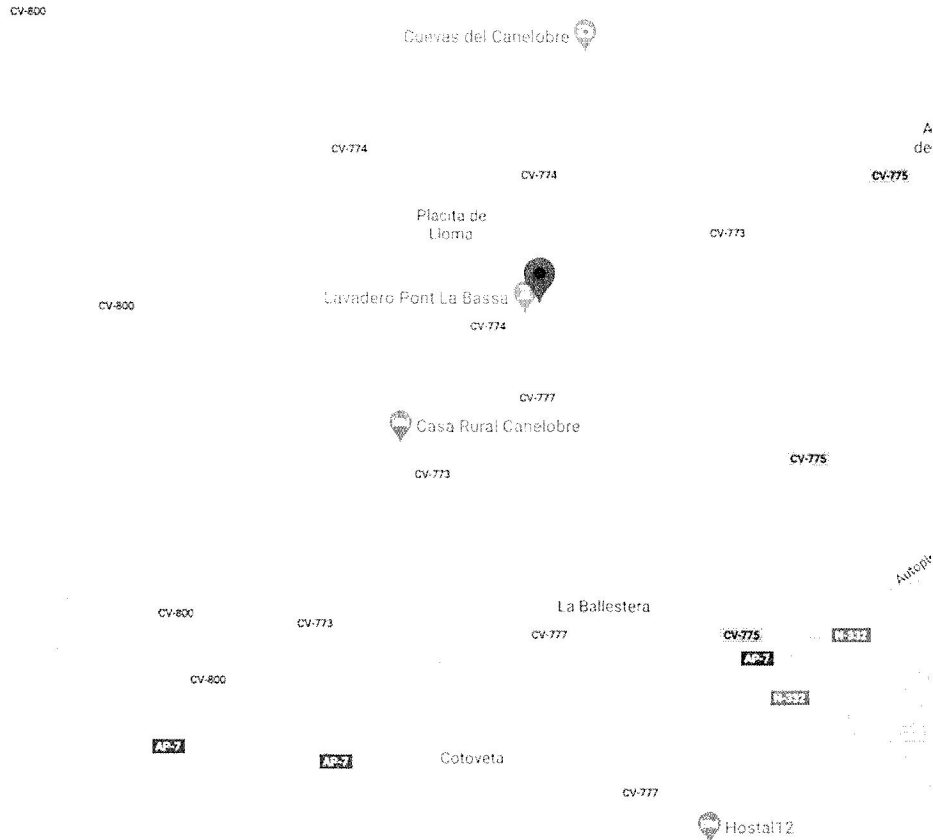 CV-800
Cuevas del Canelobre
A
de
CV-774
CV-774
CV-775
Placita de
Lloma
CV-773
CV-800
Lavadero Pont La Bassa
CV-774
CV-777
Casa Rural Canelobre
CV-775
CV-773
Autopi
La Ballestera
CV-800
CV-773
CV-777
CV-775
N-332
AP-7
CV-800
N-332
AP-7
AP-7
Cotoveta
CV-777
Hostal12